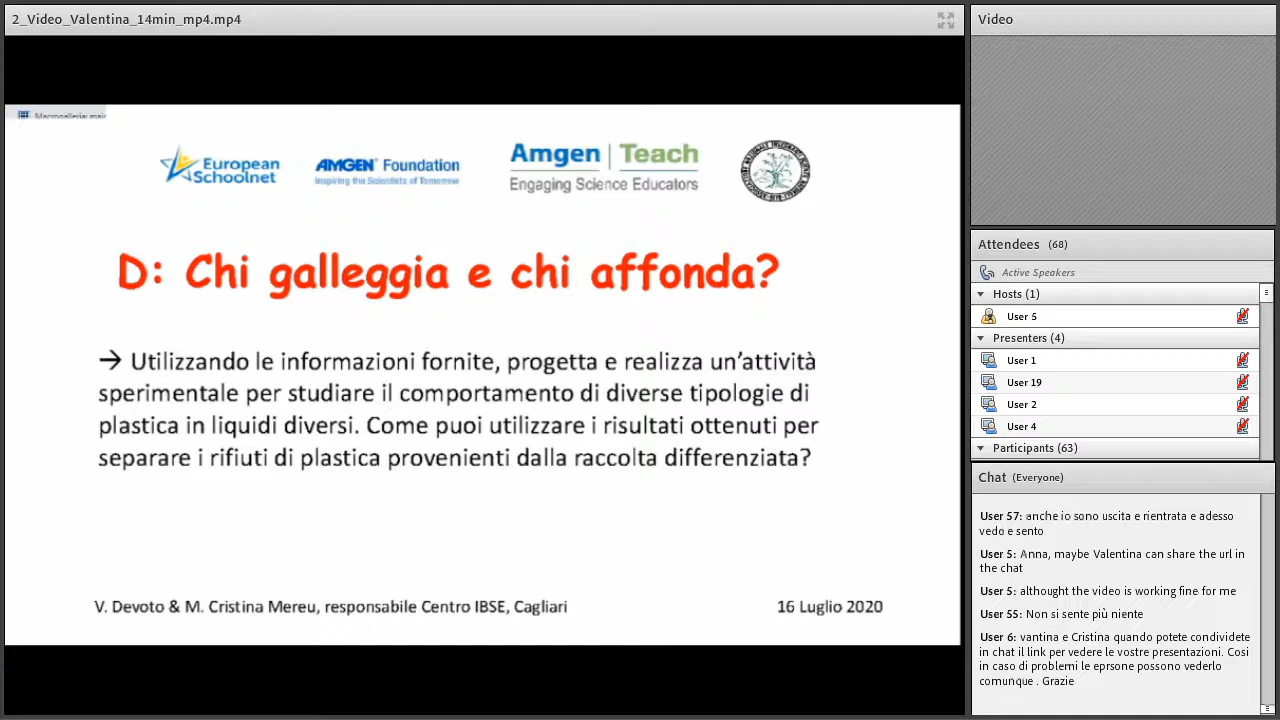 2_Video_Valentina_14min_mp4.mp4
European
Schoolnet
AMGEN Foundation
Inspiring the Scientists of Tomorrow
Amgen | Teach
Engaging Science Educators
D: Chi galleggia e chi affonda?
→ Utilizzando le informazioni fornite, progetta e realizza un'attività
sperimentale per studiare il comportamento di diverse tipologie di
plastica in liquidi diversi. Come puoi utilizzare i risultati ottenuti per
separare i rifiuti di plastica provenienti dalla raccolta differenziata?
V. Devoto & M. Cristina Mereu, responsabile Centro IBSE, Cagliari
16 Luglio 2020
Video
Attendees (68)
Active Speakers
Hosts (1)
User 5
Presenters (4)
User 1
User 19
User 2
User 4
Participants (63)
Chat (Everyone)
User 57: anche io sono uscita e rientrata e adesso
vedo e sento
User 5: Anna, maybe Valentina can share the url in
the chat
User 5: althought the video is working fine for me
User 55: Non si sente più niente
User 6: vantina e Cristina quando potete condividete
in chat il link per vedere le vostre presentazioni. Cosi
in caso di problemi le eprsone possono vederlo
comunque . Grazie